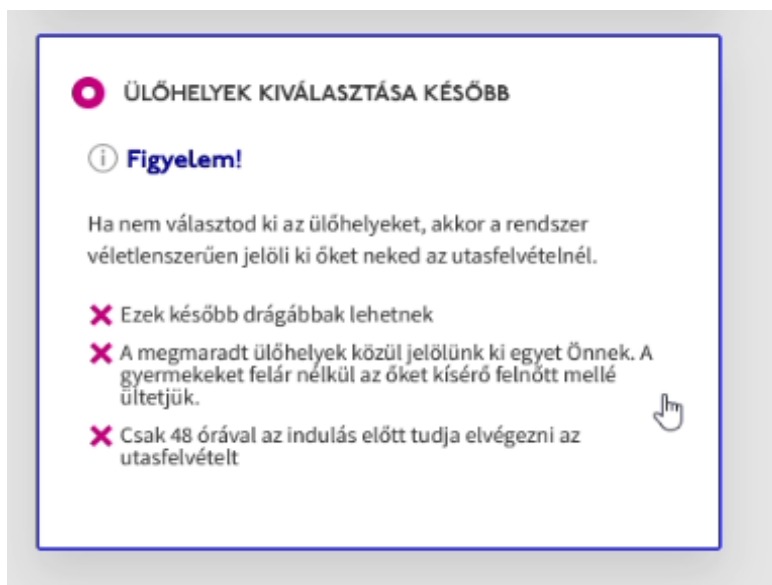 ÜLŐHELYEK KIVÁLASZTÁSA KÉSŐBB
Figyelem!
Ha nem választod ki az ülőhelyeket, akkor a rendszer
véletlenszerűen jelöli ki őket neked az utasfelvételnél.
Ezek később drágábbak lehetnek
A megmaradt ülőhelyek közül jelölünk ki egyet Önnek. A
gyermekeket felár nélkül az őket kísérő felnőtt mellé
ültetjük.
Csak 48 órával az indulás előtt tudja elvégezni az
utasfelvételt